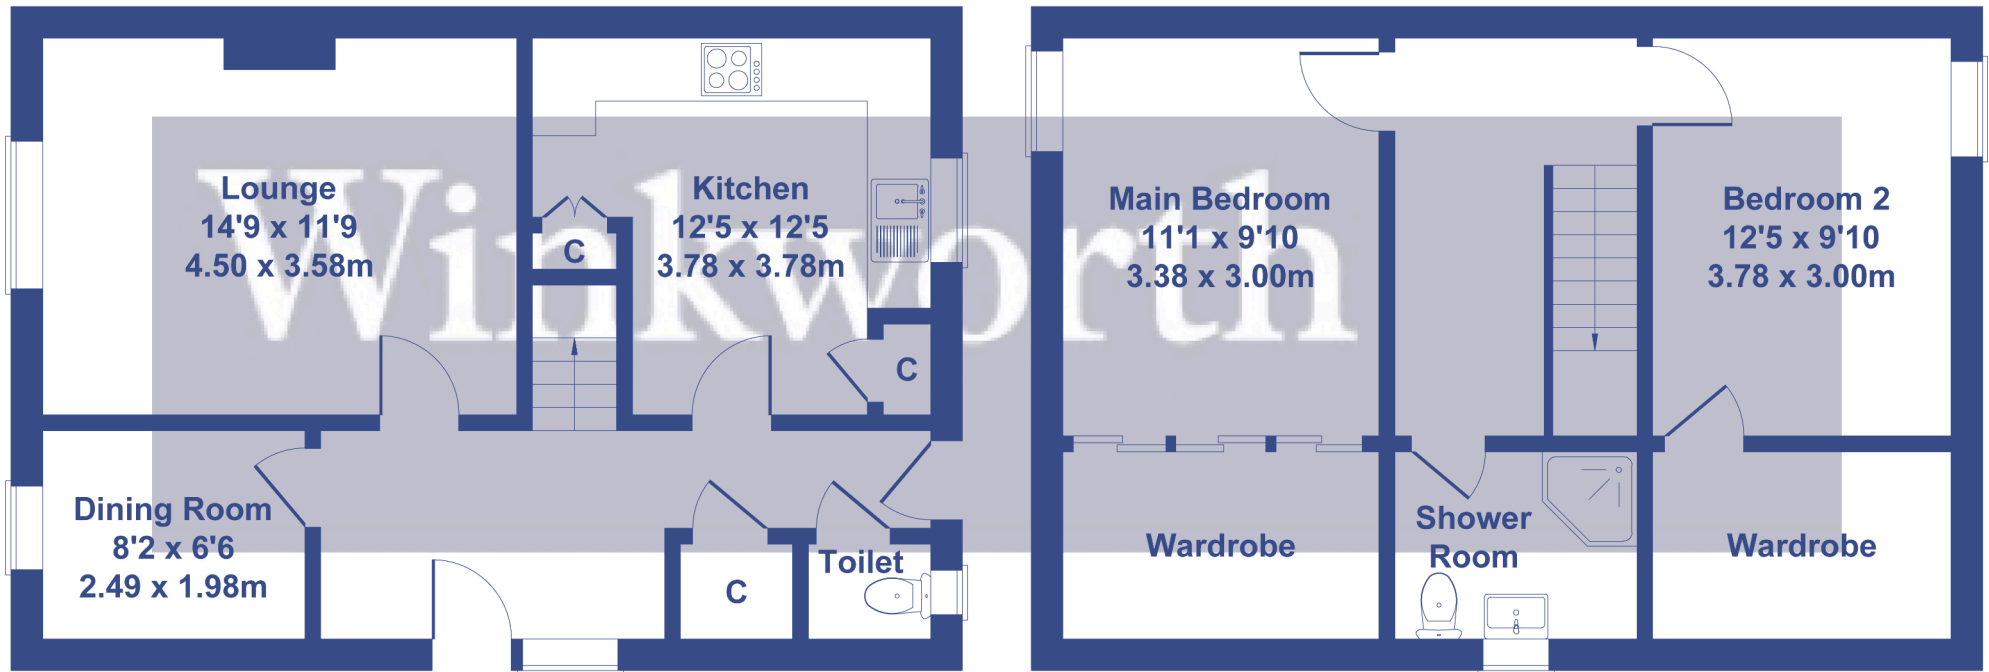 Winkworth
Lounge
14'9 x 11'9
4.50 x 3.58m
Kitchen
12'5 x 12'5
3.78 x 3.78m
C
C
Dining Room
8'2 x 6'6
2.49 x 1.98m
C
Toilet
Main Bedroom
11'1 x 9'10
3.38 x 3.00m
Bedroom 2
12'5 x 9'10
3.78 x 3.00m
Wardrobe
Shower
Room
Wardrobe